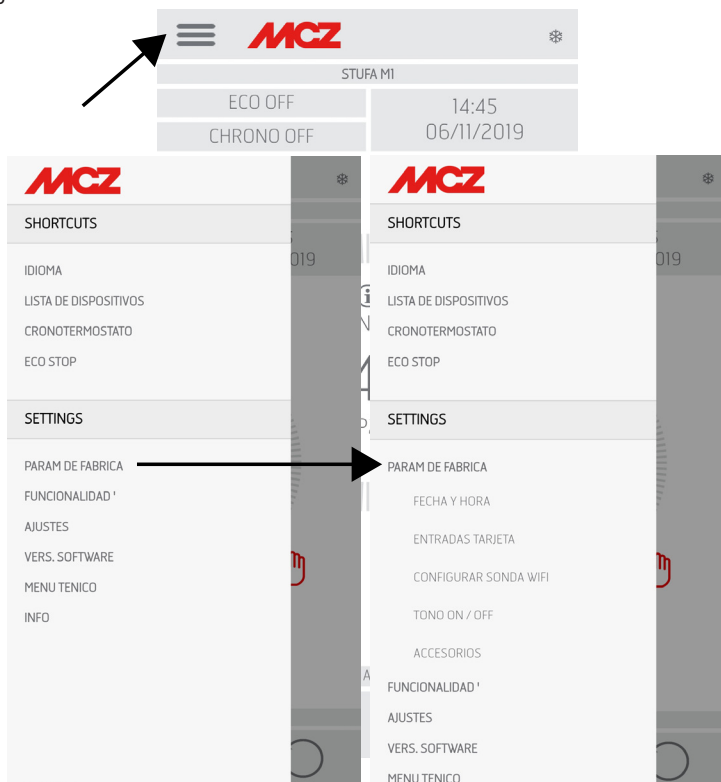 MCZ
STUFA M1
ECO OFF
14:45
CHRONO OFF
06/11/2019
MCZ
SHORTCUTS
019
IDIOMA
LISTA DE DISPOSITIVOS
CRONOTERMOSTATO
ECO STOP
SETTINGS
PARAM DE FABRICA
FUNCIONALIDAD '
AJUSTES
VERS. SOFTWARE
MENU TENICO
INFO
MCZ
SHORTCUTS
019
IDIOMA
LISTA DE DISPOSITIVOS
CRONOTERMOSTATO
ECO STOP
SETTINGS
PARAM DE FABRICA
FECHA Y HORA
ENTRADAS TARJETA
CONFIGURAR SONDA WIFI
TONO ON / OFF
ACCESORIOS
FUNCIONALIDAD '
AJUSTES
VERS. SOFTWARE
MENU TENICO